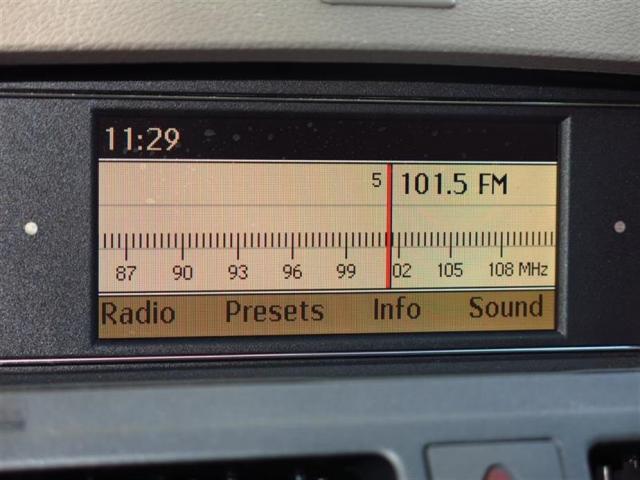 11:29
5 101.5 FM
87 90 93 96 99 02 105 108 MHz
Radio Presets Info Sound